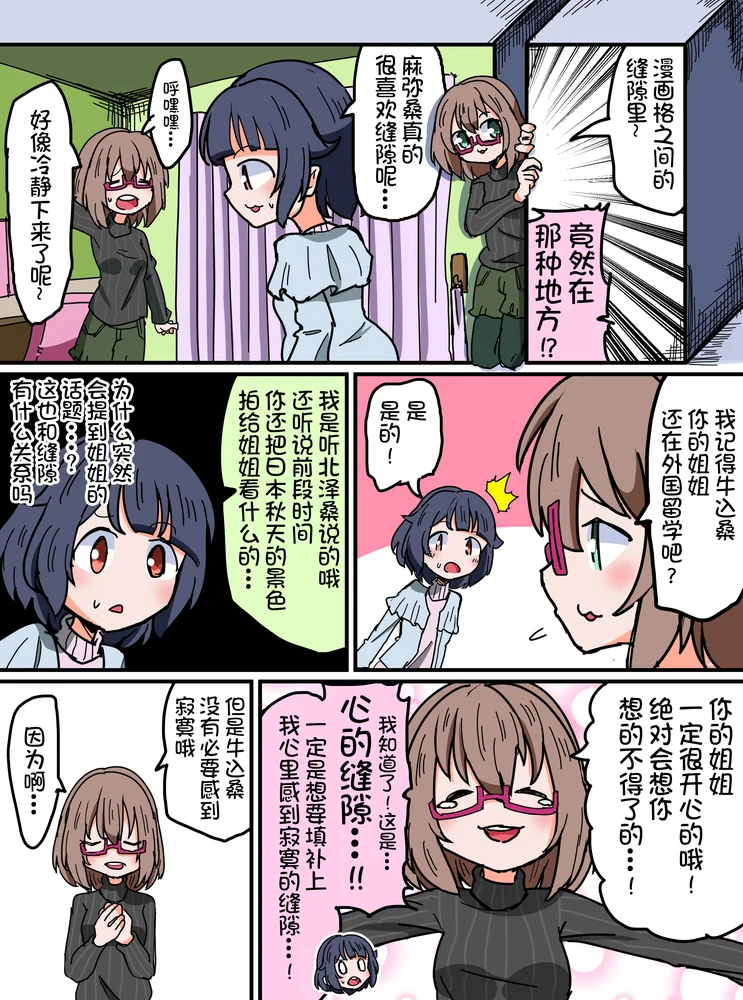 漫画格之间的
缝隙里~
竟然在
那种地方!?
麻弥桑真的
很喜欢缝隙呢…
呼嘿嘿…
好像冷静下来了呢~
我记得牛込桑
你的姐姐
还在外国留学吧?
是
是的!
我是听北泽桑说的哦
还听说前段时间
你还把日本秋天的景色
拍给姐姐看什么的…
为什么突然
会提到姐姐的
话题…?
这也和缝隙
有什么关系吗
你的姐姐
一定很开心的哦!
绝对会想你
想的不得了的…!
我知道了!这是…
心的缝隙…!!
一定是想要填补上
我心里感到寂寞的缝隙…!
但是牛込桑
没有必要感到
寂寞哦
因为啊…